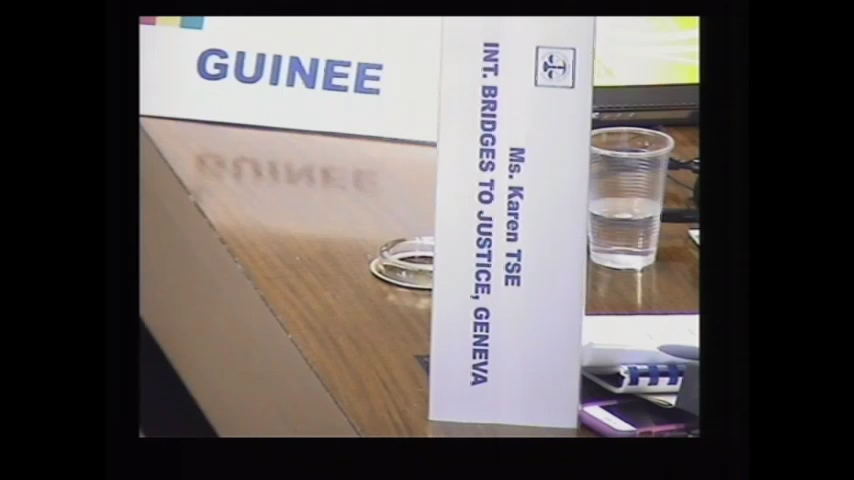 GUINEE
Ms. Karen TSE
INT. BRIDGES TO JUSTICE, GENEVA